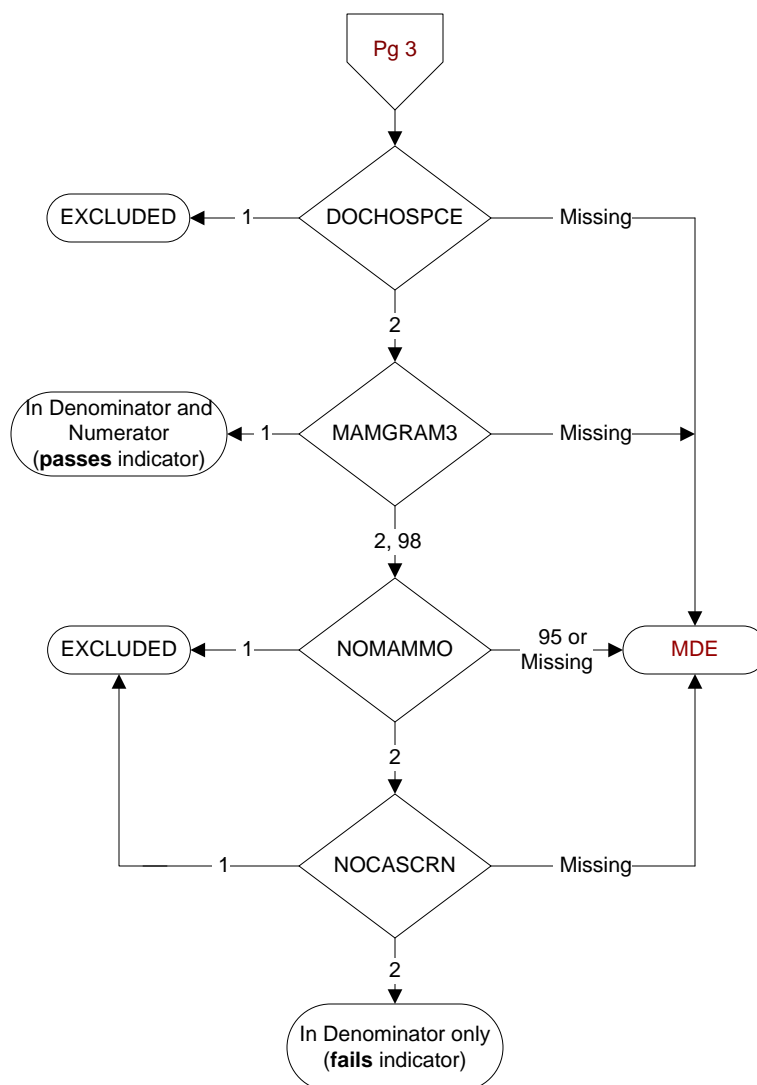 Pg 3
EXCLUDED
1
DOCHOSPCE
Missing
2
In Denominator and
Numerator
(passes indicator)
1
MAMGRAM3
Missing
2, 98
EXCLUDED
1
NOMAMMO
95 or
Missing
MDE
2
1
NOCASCRN
Missing
2
In Denominator only
(fails indicator)